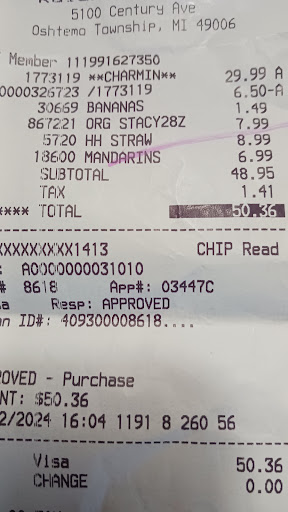 5100 Century Ave
Oshtemo Township, MI 49006
Member 111991627350
1773119 **CHARMIN** 29.99 A
0000326723 /1773119 6.50-A
30669 BANANAS 1.49
867221 ORG STACY28Z 7.99
5720 HH STRAW 8.99
18600 MANDARINS 6.99
SUBTOTAL 48.95
TAX 1.41
**** TOTAL 50.36
XXXXXXXXX1413 CHIP Read
: A0000000031010
# 8618 App#: 03447C
a Resp: APPROVED
an ID#: 409300008618....
OVED - Purchase
NT: $50.36
2/2024 16:04 1191 8 260 56
Visa 50.36
CHANGE 0.00